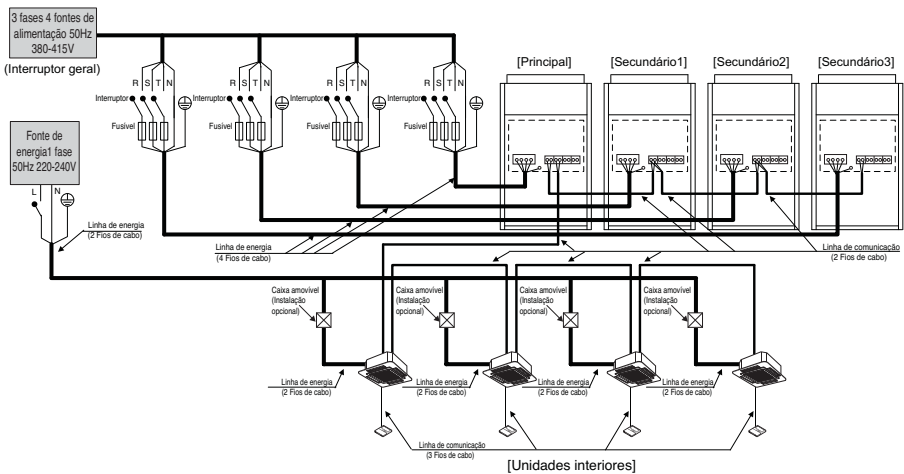 3 fases 4 fontes de
alimentação 50Hz
380-415V
(Interruptor geral)
[Principal]
[Secundário1]
[Secundário2]
[Secundário3]
R S T N
R S T N
R S T N
R S T N
Interruptor
Interruptor
Interruptor
Interruptor
Fusivel
Fusivel
Fusivel
Fusivel
Fonte de
energia1 fase
50Hz 220-240V
L N
Linha de energia
(2 Fios de cabo)
Linha de energia
(4 Fios de cabo)
Linha de comunicação
(2 Fios de cabo)
Caixa amovível
(Instalação
opcional)
Caixa amovível
(Instalação
opcional)
Caixa amovível
(Instalação
opcional)
Caixa amovível
(Instalação
opcional)
Linha de energia
(2 Fios de cabo)
Linha de energia
(2 Fios de cabo)
Linha de energia
(2 Fios de cabo)
Linha de energia
(2 Fios de cabo)
Linha de comunicação
(3 Fios de cabo)
[Unidades interiores]